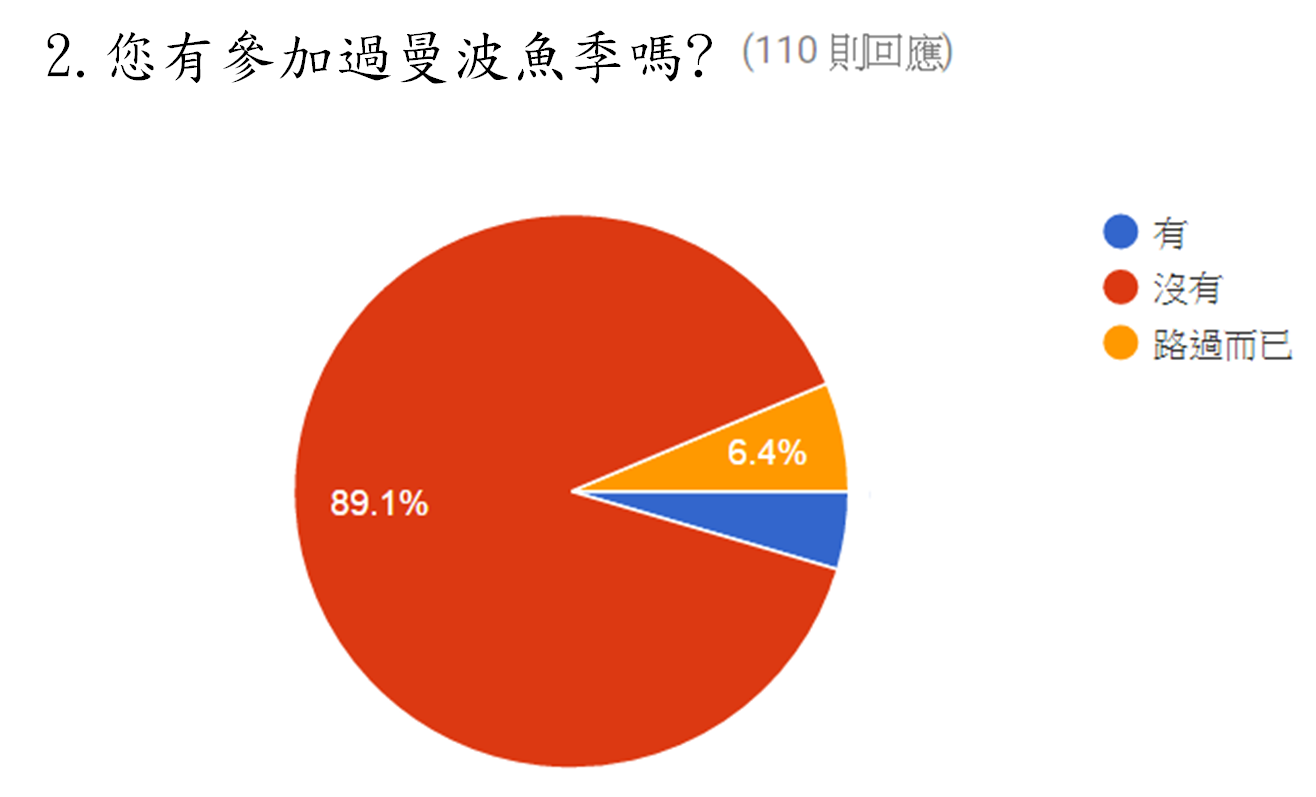 2. 您有參加過曼波魚季嗎? (110 則回應)
有
沒有
路過而已
6.4%
89.1%